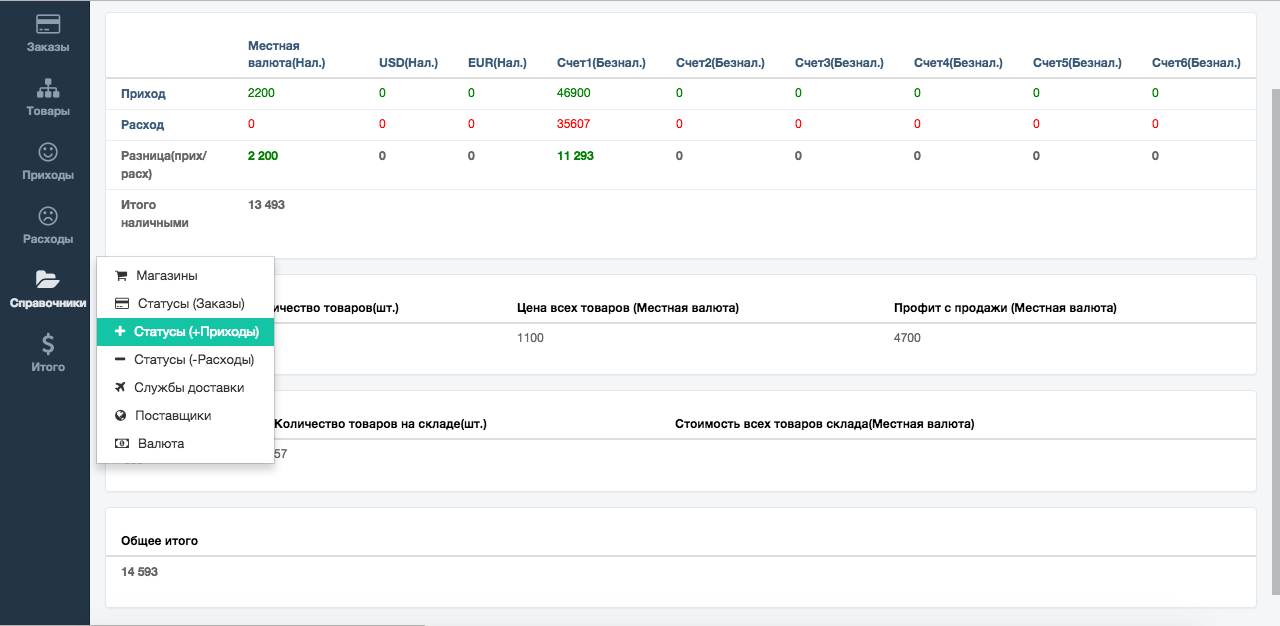 Заказы
Товары
Приходы
Расходы
Справочники
Итого
Местная
валюта(Нал.) USD(Нал.) EUR(Нал.) Счет1(Безнал.) Счет2(Безнал.) Счет3(Безнал.) Счет4(Безнал.) Счет5(Безнал.) Счет6(Безнал.)
Приход 2200 0 0 46900 0 0 0 0 0
Расход 0 0 0 35607 0 0 0 0 0
Разница(прих/ 2 200 0 0 11 293 0 0 0 0 0
расх)
Итого 13 493
наличными
Магазины
Статусы (Заказы)
Статусы (+Приходы)
Статусы (-Расходы)
Службы доставки
Поставщики
Валюта
ичество товаров(шт.) Цена всех товаров (Местная валюта) Профит с продажи (Местная валюта)
1100 4700
Количество товаров на складе(шт.) Стоимость всех товаров склада(Местная валюта)
57
Общее итого
14 593